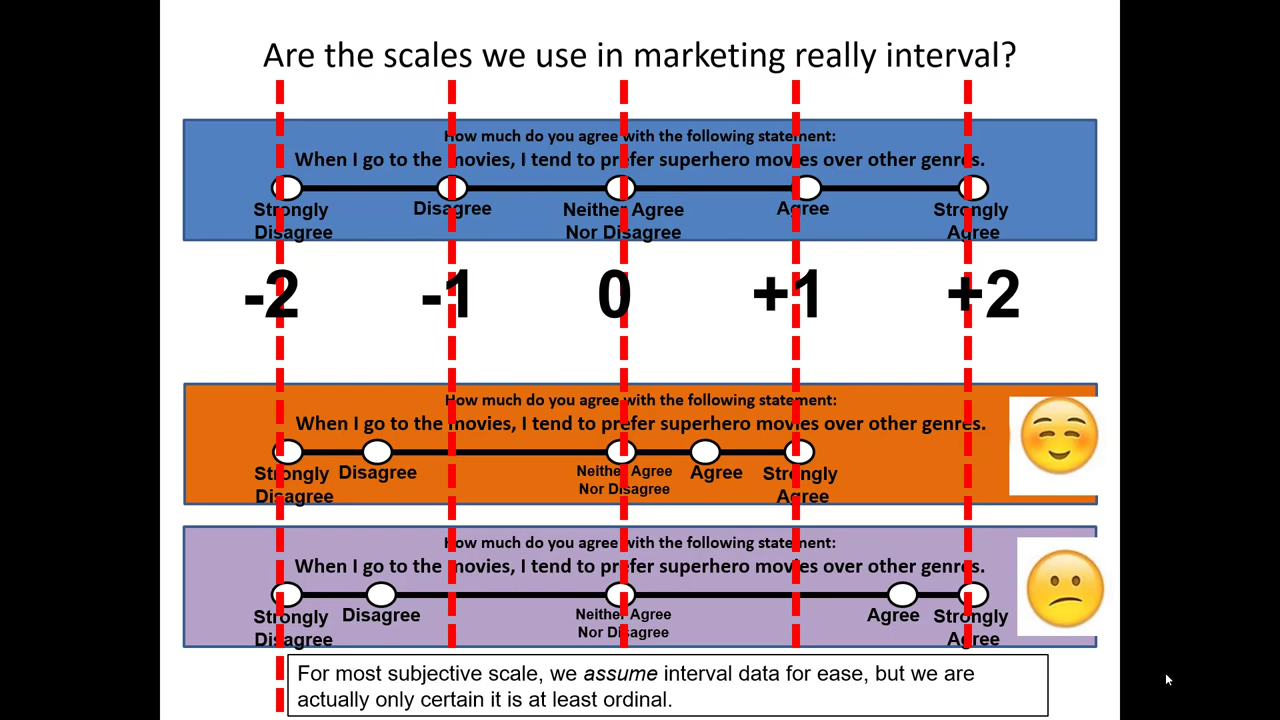 Are the scales we use in marketing really interval?
How much do you agree with the following statement:
When I go to the movies, I tend to prefer superhero movies over other genres.
Strongly Disagree
Disagree
Neither Agree Nor Disagree
Agree
Strongly Agree
-2 -1 0 +1 +2
How much do you agree with the following statement:
When I go to the movies, I tend to prefer superhero movies over other genres.
Strongly Disagree
Disagree
Neither Agree Nor Disagree
Agree
Strongly Agree
How much do you agree with the following statement:
When I go to the movies, I tend to prefer superhero movies over other genres.
Strongly Disagree
Disagree
Neither Agree Nor Disagree
Agree
Strongly Agree
For most subjective scale, we assume interval data for ease, but we are
actually only certain it is at least ordinal.